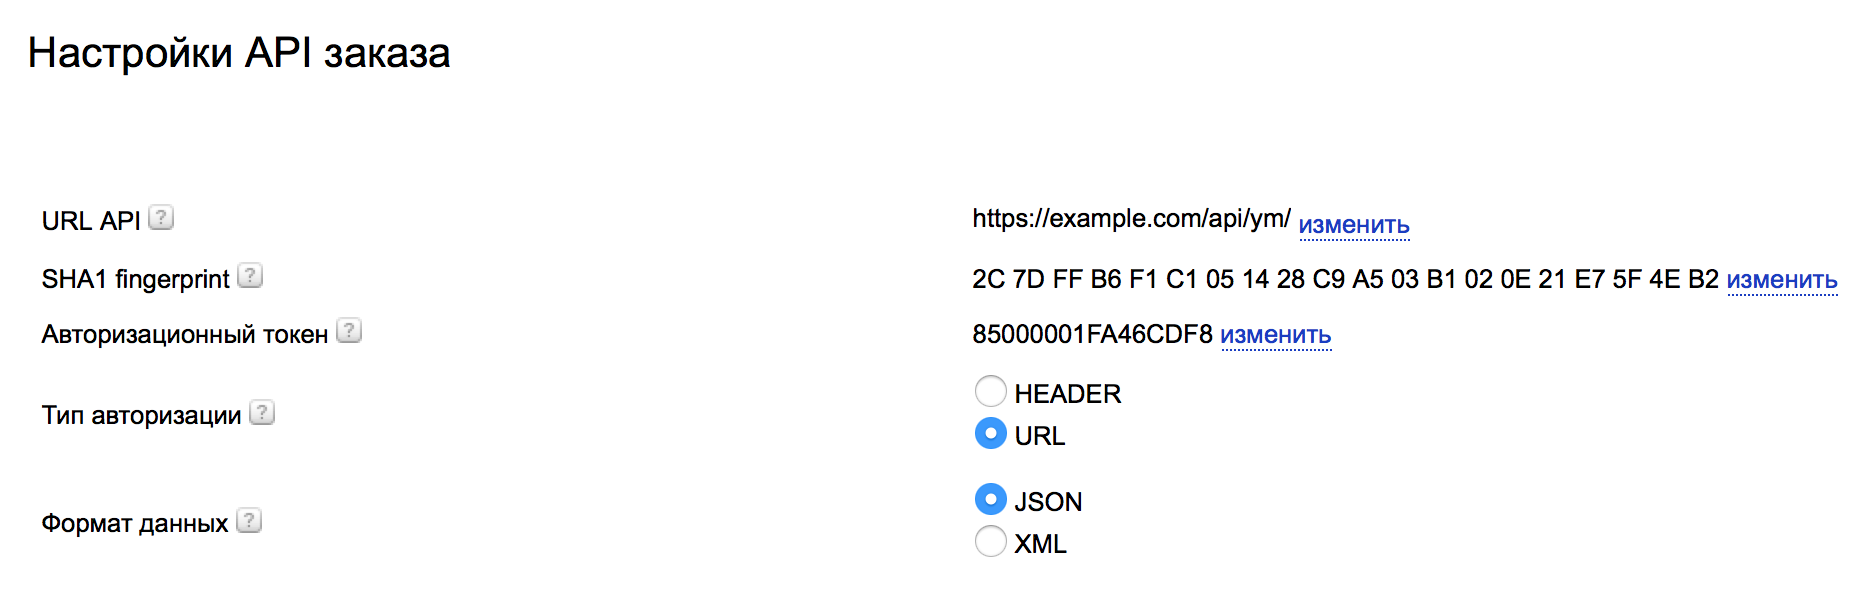 Настройки API заказа
URL API ? https://example.com/api/ym/ изменить
SHA1 fingerprint ? 2C 7D FF B6 F1 C1 05 14 28 C9 A5 03 B1 02 0E 21 E7 5F 4E B2 изменить
Авторизационный токен ? 85000001FA46CDF8 изменить
HEADER
Тип авторизации ?
URL
JSON
Формат данных ?
XML